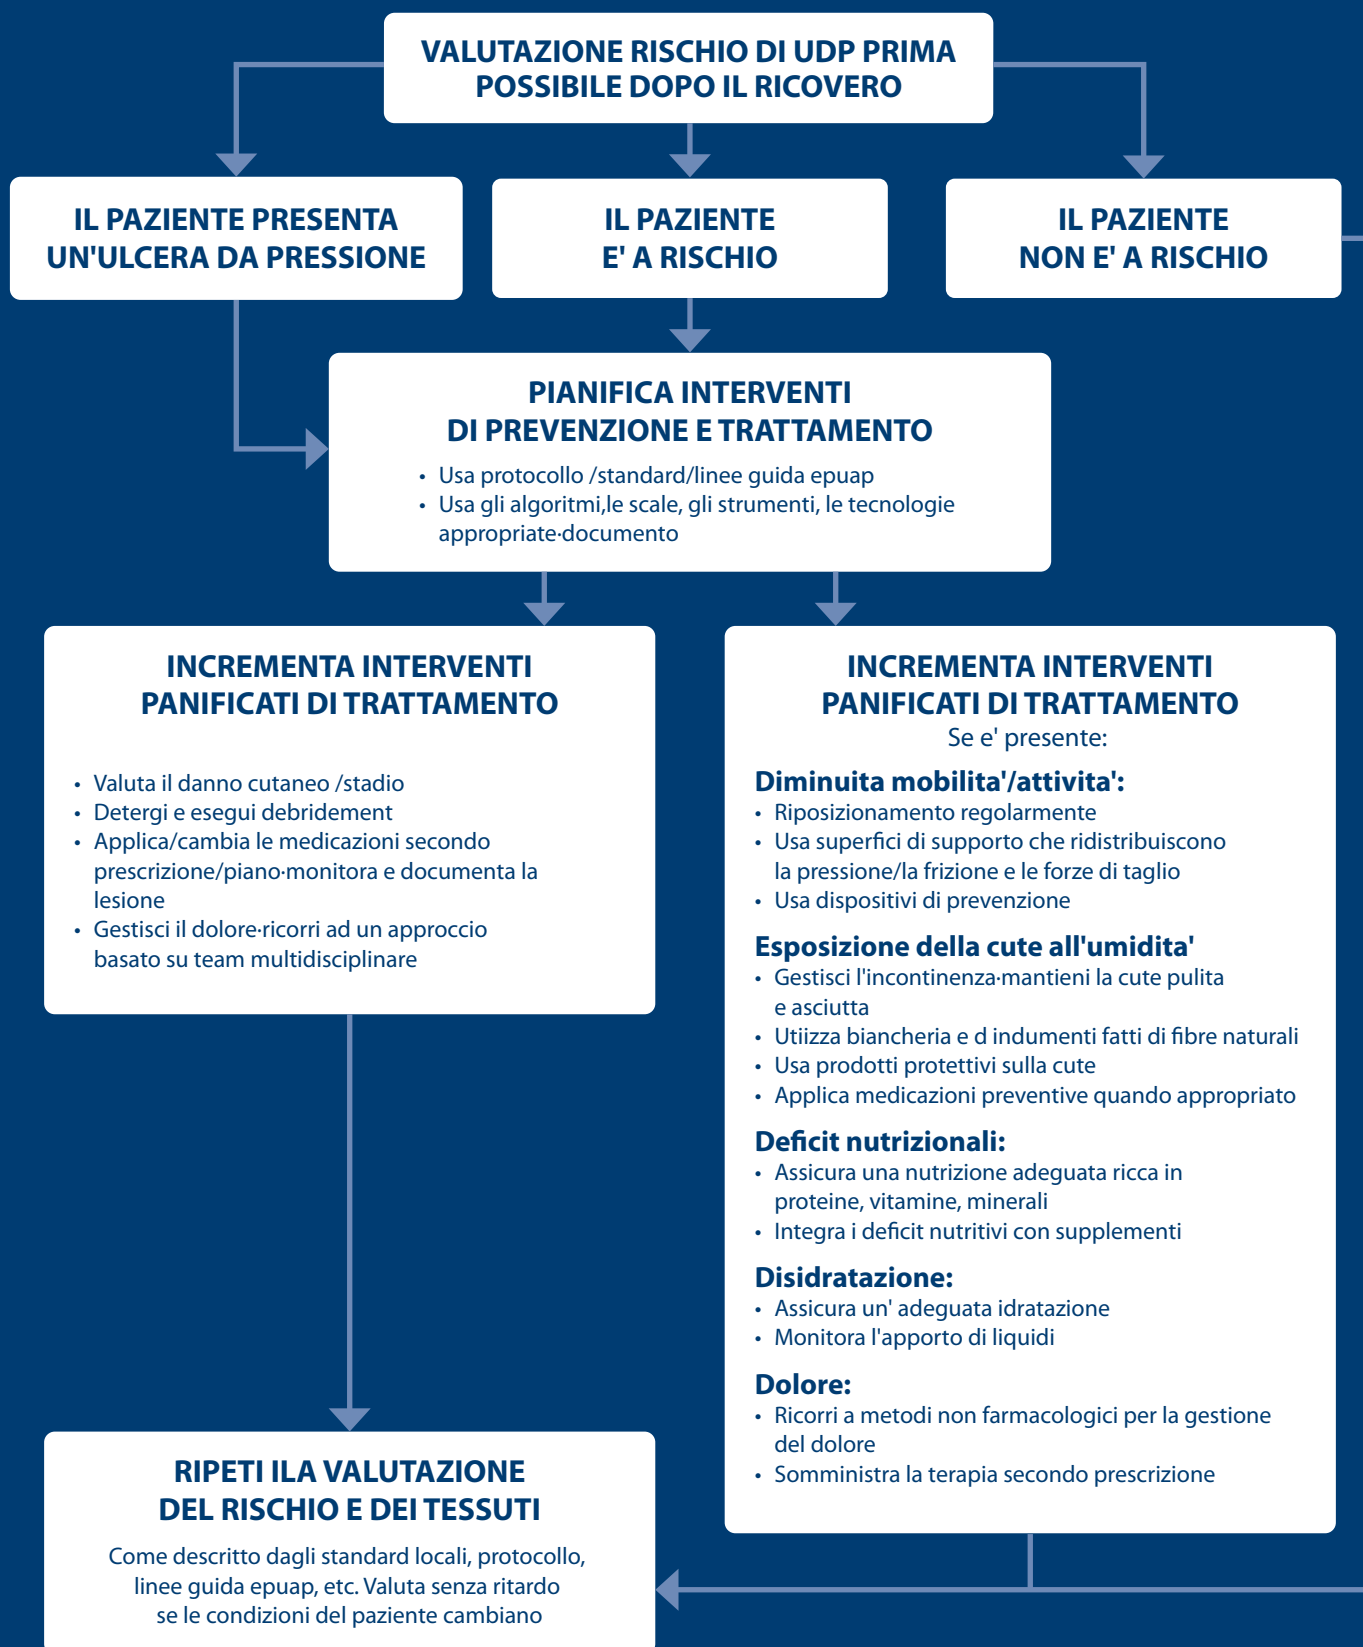 VALUTAZIONE RISCHIO DI UDP PRIMA
POSSIBILE DOPO IL RICOVERO
IL PAZIENTE PRESENTA
UN'ULCERA DA PRESSIONE
IL PAZIENTE
E' A RISCHIO
IL PAZIENTE
NON E' A RISCHIO
PIANIFICA INTERVENTI
DI PREVENZIONE E TRATTAMENTO
• Usa protocollo /standard/linee guida epuap
• Usa gli algoritmi,le scale, gli strumenti, le tecnologie
appropriate·documento
INCREMENTA INTERVENTI
PANIFICATI DI TRATTAMENTO
• Valuta il danno cutaneo /stadio
• Detergi e esegui debridement
• Applica/cambia le medicazioni secondo
prescrizione/piano·monitora e documenta la
lesione
• Gestisci il dolore·ricorri ad un approccio
basato su team multidisciplinare
INCREMENTA INTERVENTI
PANIFICATI DI TRATTAMENTO
Se e' presente:
Diminuita mobilita'/attivita':
• Riposizionamento regolarmente
• Usa superfici di supporto che ridistribuiscono
la pressione/la frizione e le forze di taglio
• Usa dispositivi di prevenzione
Esposizione della cute all'umidita'
• Gestisci l'incontinenza·mantieni la cute pulita
e asciutta
• Utiizza biancheria e d indumenti fatti di fibre naturali
• Usa prodotti protettivi sulla cute
• Applica medicazioni preventive quando appropriato
Deficit nutrizionali:
• Assicura una nutrizione adeguata ricca in
proteine, vitamine, minerali
• Integra i deficit nutritivi con supplementi
Disidratazione:
• Assicura un' adeguata idratazione
• Monitora l'apporto di liquidi
Dolore:
• Ricorri a metodi non farmacologici per la gestione
del dolore
• Somministra la terapia secondo prescrizione
RIPETI ILA VALUTAZIONE
DEL RISCHIO E DEI TESSUTI
Come descritto dagli standard locali, protocollo,
linee guida epuap, etc. Valuta senza ritardo
se le condizioni del paziente cambiano